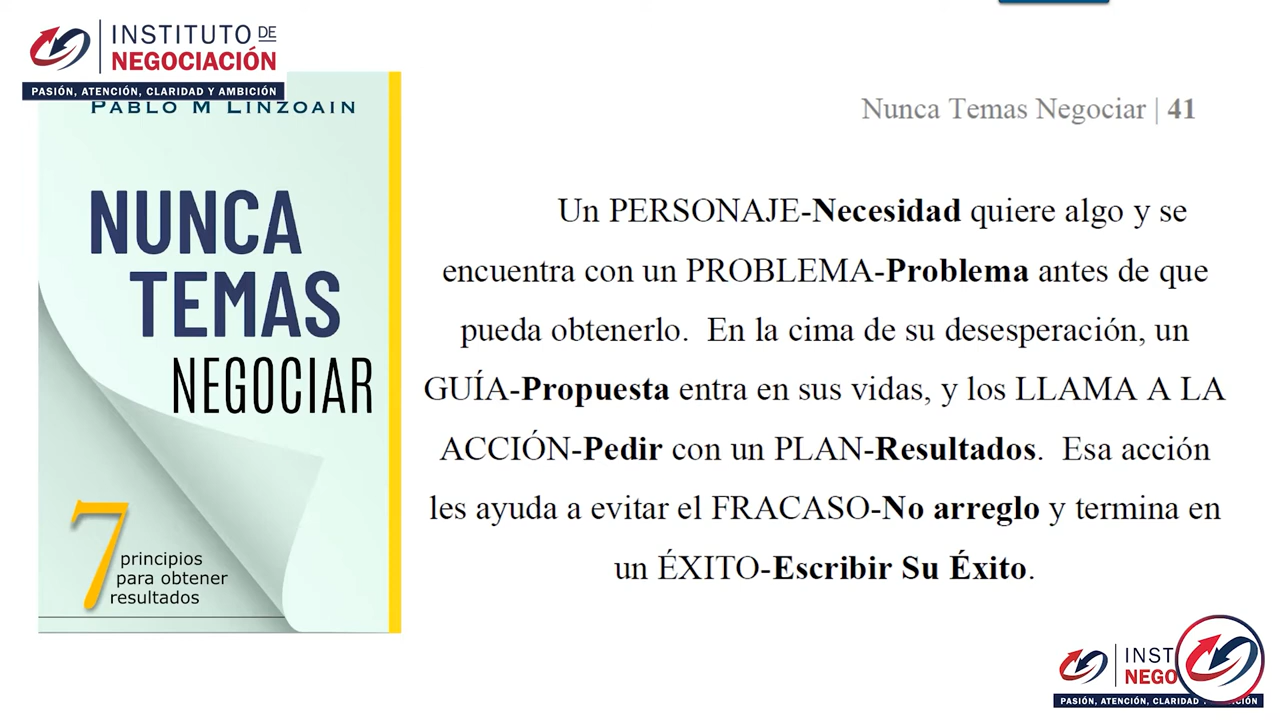 INSTITUTO DE
NEGOCIACIÓN
PASIÓN, ATENCIÓN, CLARIDAD Y AMBICIÓN
PABLO M LINZOAIN
NUNCA
TEMAS
NEGOCIAR
7
principios
para obtener
resultados
Nunca Temas Negociar | 41
Un PERSONAJE-Necesidad quiere algo y se
encuentra con un PROBLEMA-Problema antes de que
pueda obtenerlo. En la cima de su desesperación, un
GUÍA-Propuesta entra en sus vidas, y los LLAMA A LA
ACCIÓN-Pedir con un PLAN-Resultados. Esa acción
les ayuda a evitar el FRACASO-No arreglo y termina en
un ÉXITO-Escribir Su Éxito.
INST
NEGO
PASIÓN, ATENCIÓN, CLARIDAD